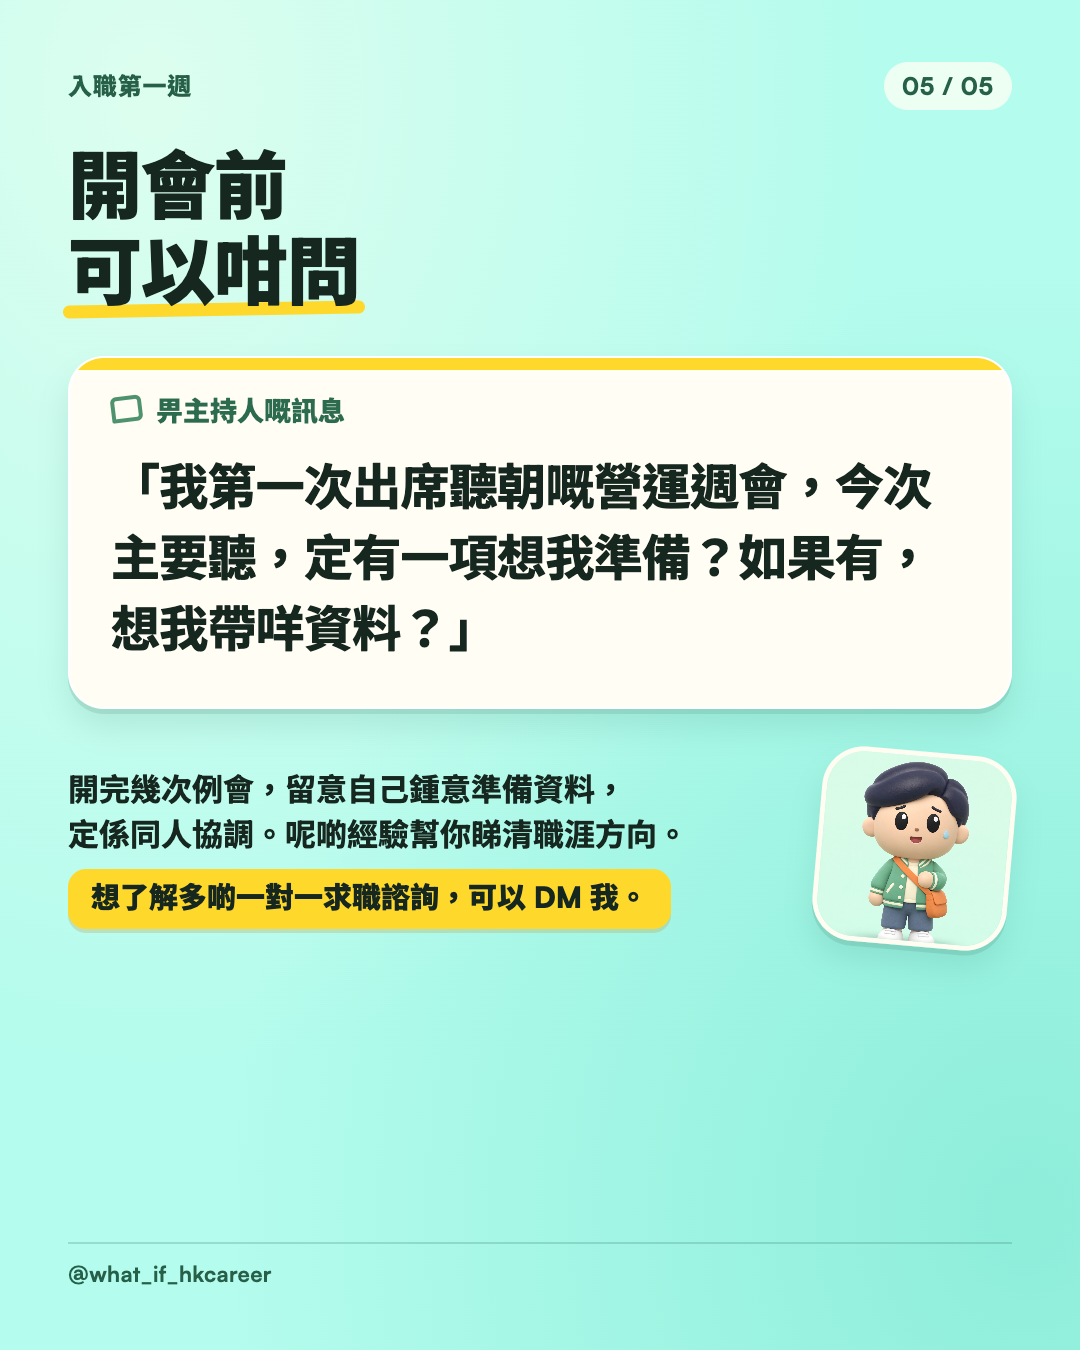 入職第一週
05 / 05
開會前
可以咁問
畀主持人嘅訊息
「我第一次出席聽朝嘅營運週會，今次
主要聽，定有一項想我準備？如果有，
想我帶咩資料？」
開完幾次例會，留意自己鍾意準備資料，
定係同人協調。呢啲經驗幫你睇清職涯方向。
想了解多啲一對一求職諮詢，可以 DM 我。
@what_if_hkcareer